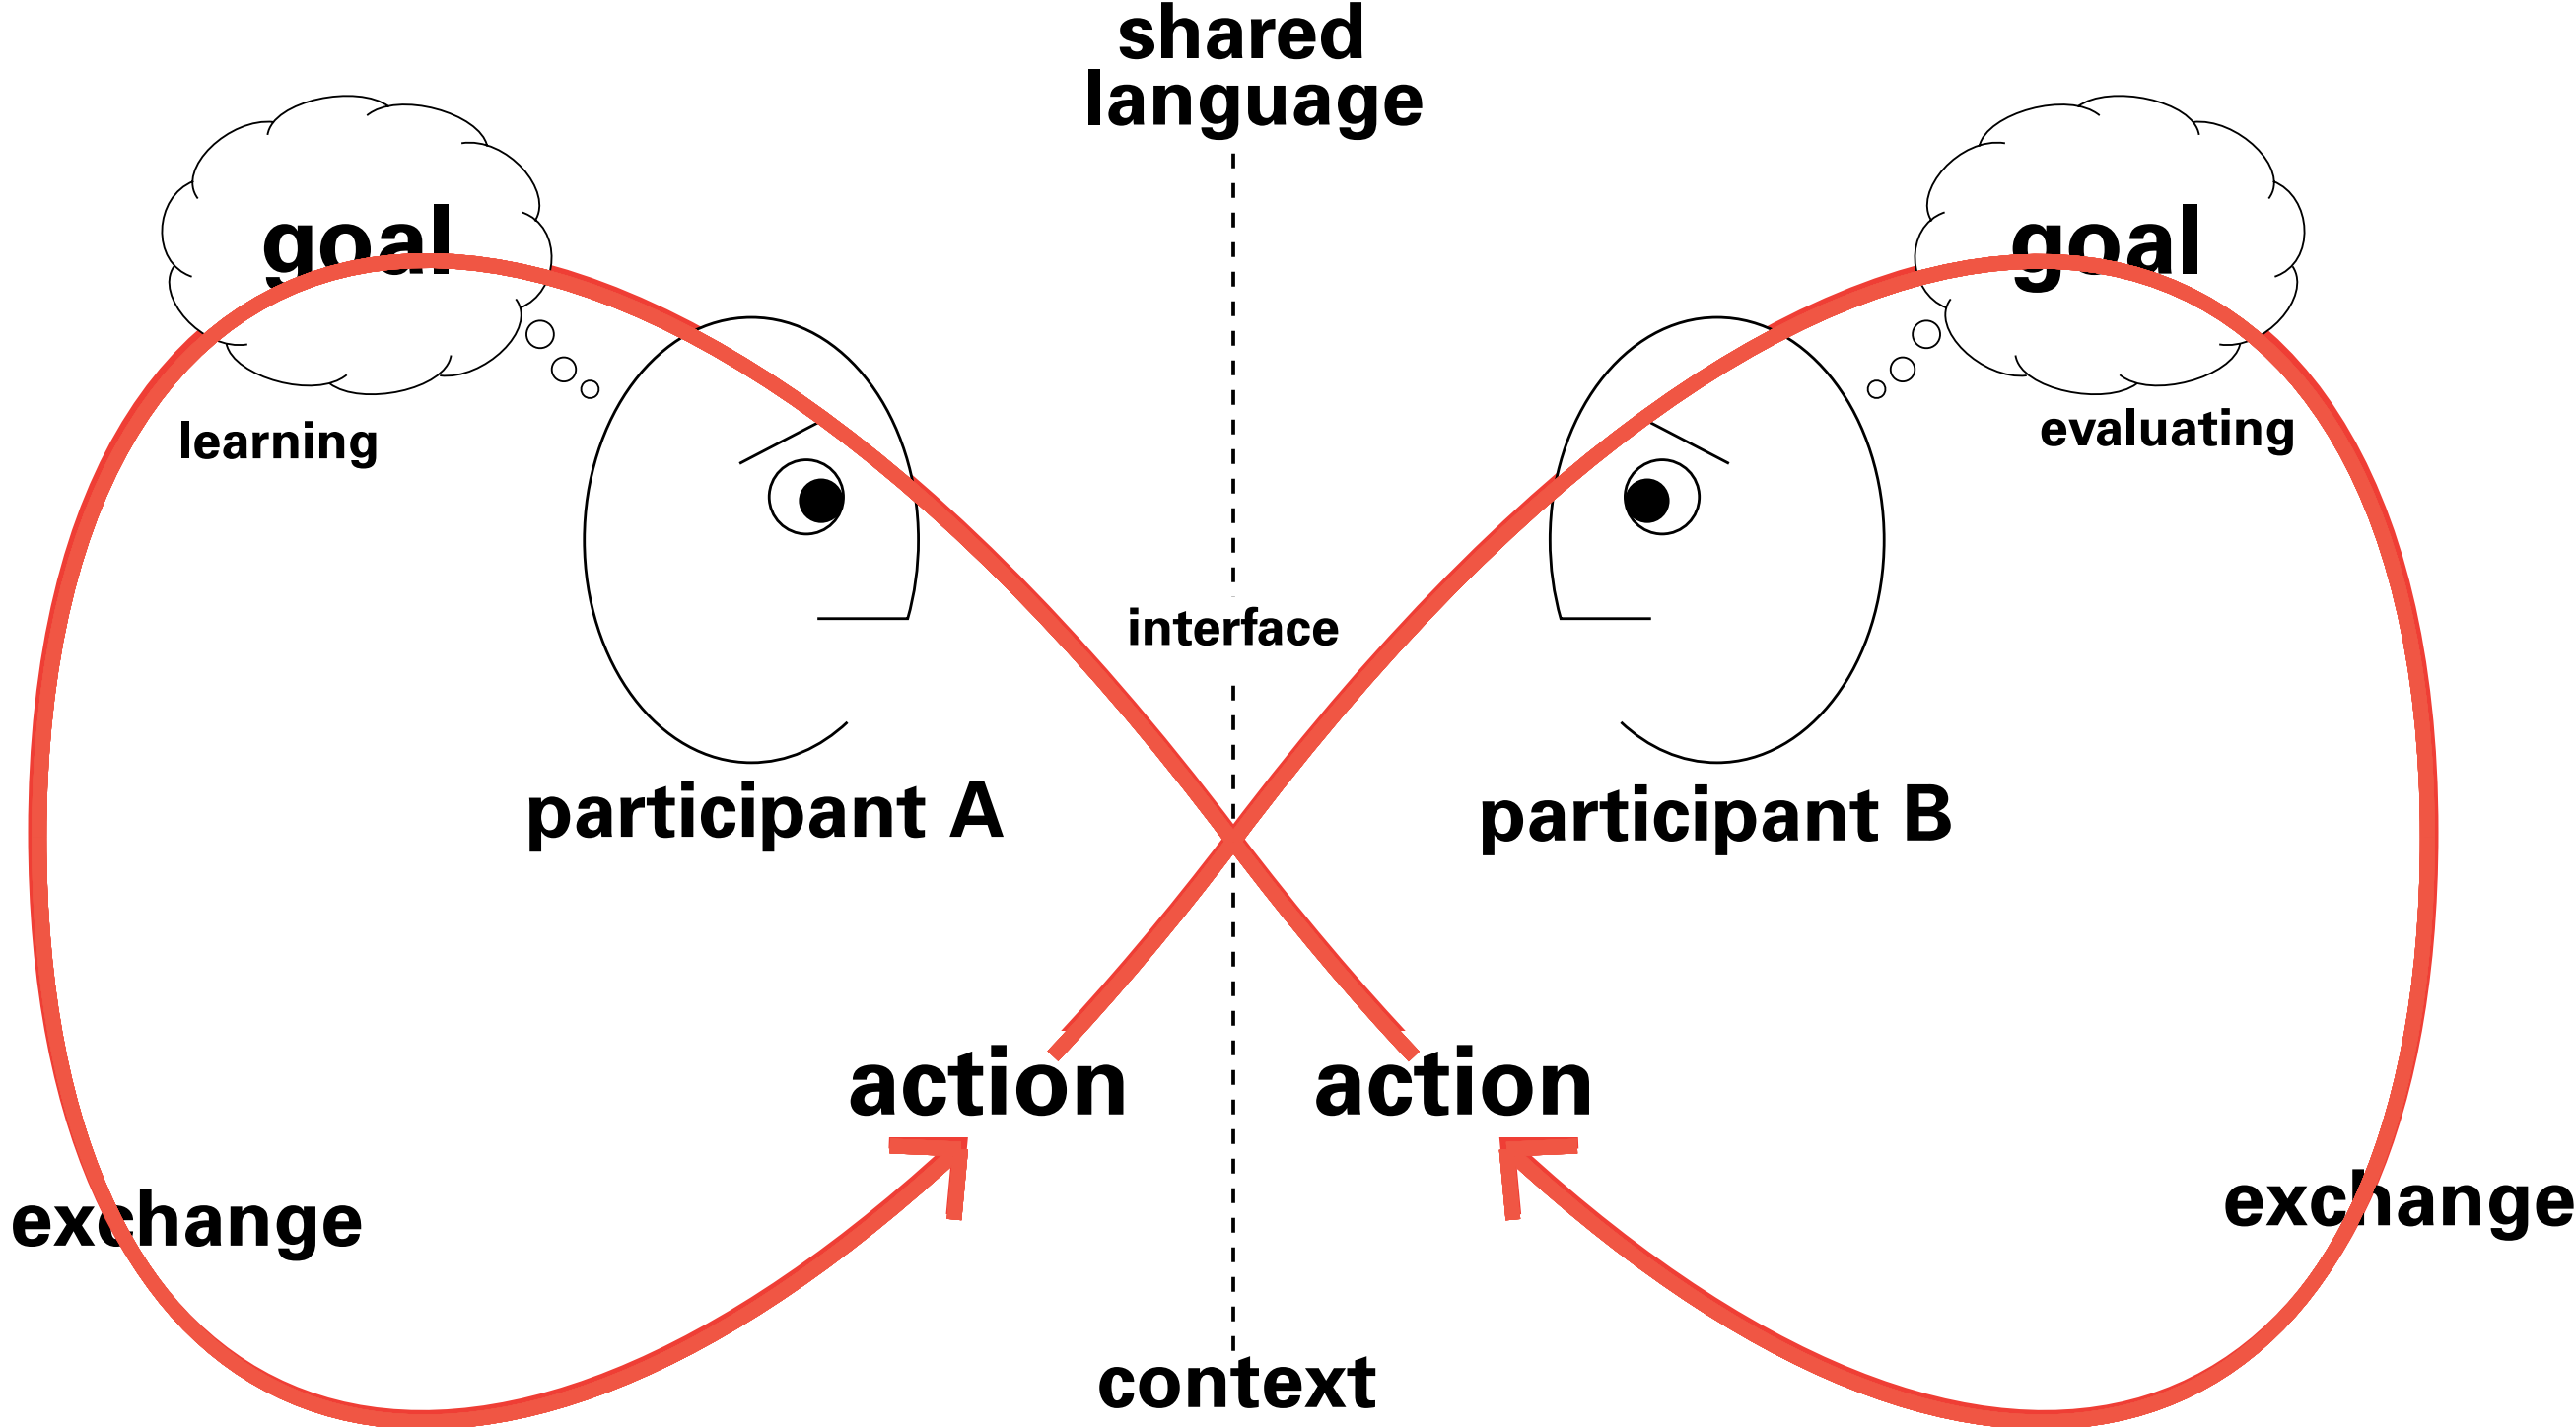 shared
language
goal
goal
learning
evaluating
interface
participant A
participant B
action
action
exchange
exchange
context